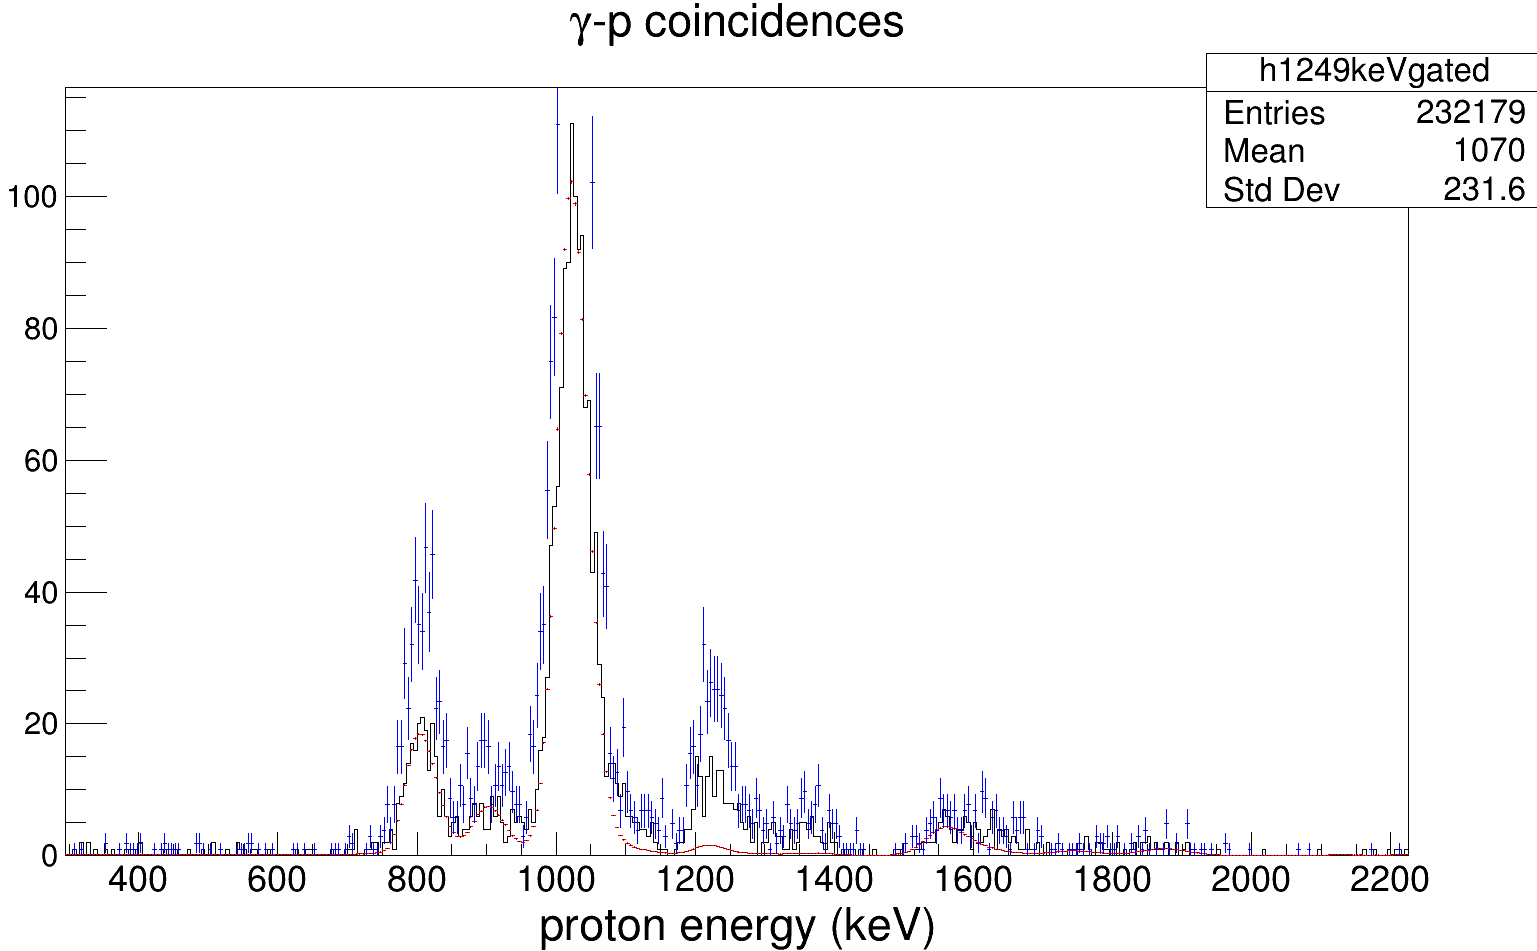 γ-p coincidences
h1249keVgated
Entries 232179
Mean 1070
Std Dev 231.6
100
80
60
40
20
0
400 600 800 1000 1200 1400 1600 1800 2000 2200
proton energy (keV)